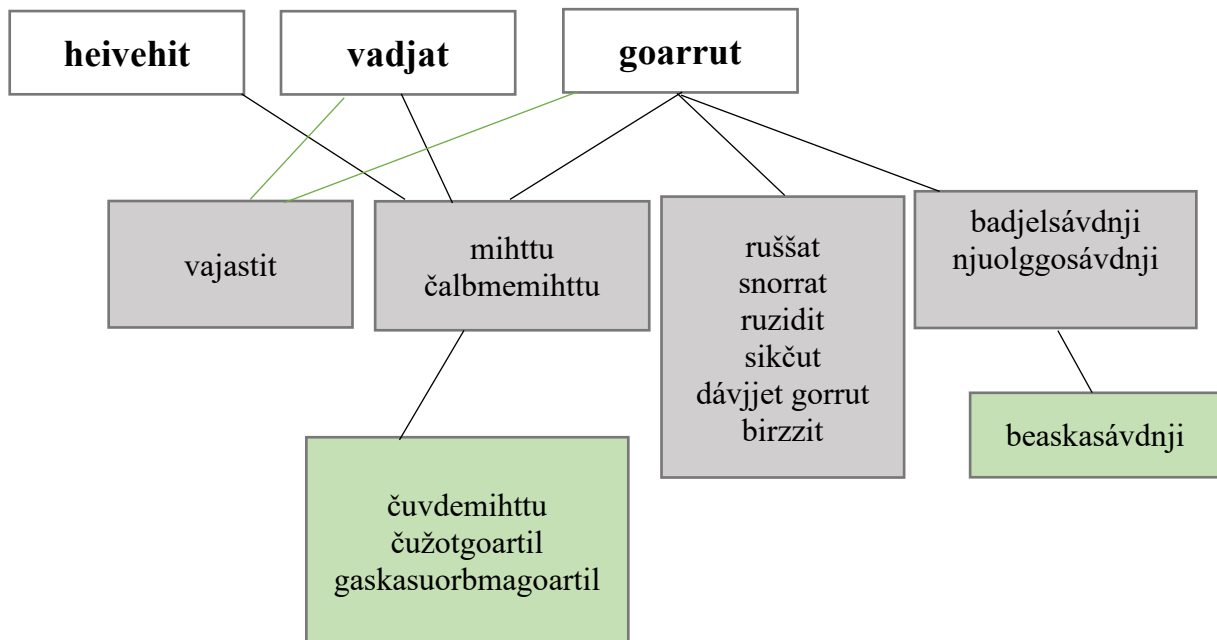 heivehit
vadjat
goarrut
vajastit
mihttu
čalbmemihttu
ruššat
snorrat
ruzidit
sikčut
dávjjet gorrut
birzzit
badjelsávdnji
njuolggosávdnji
beaskasávdnji
čuvdemihttu
čužotgoartil
gaskasuorbmagoartil